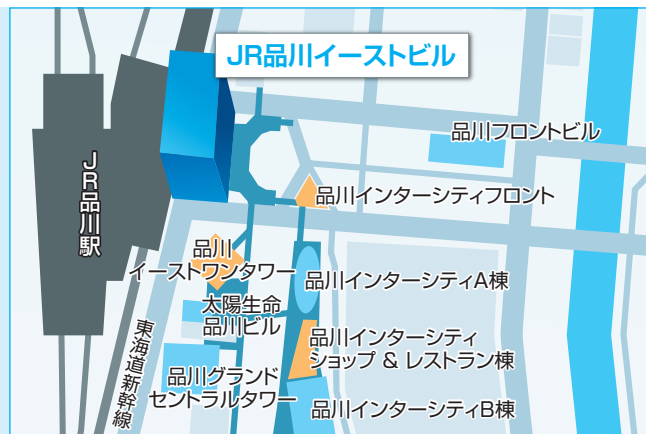 JR品川イーストビル
品川フロントビル
JR品川駅
品川インターシティフロント
品川
イーストワンタワー
品川インターシティA棟
太陽生命
品川ビル
東海道新幹線
品川インターシティ
ショップ & レストラン棟
品川グランド
セントラルタワー
品川インターシティB棟